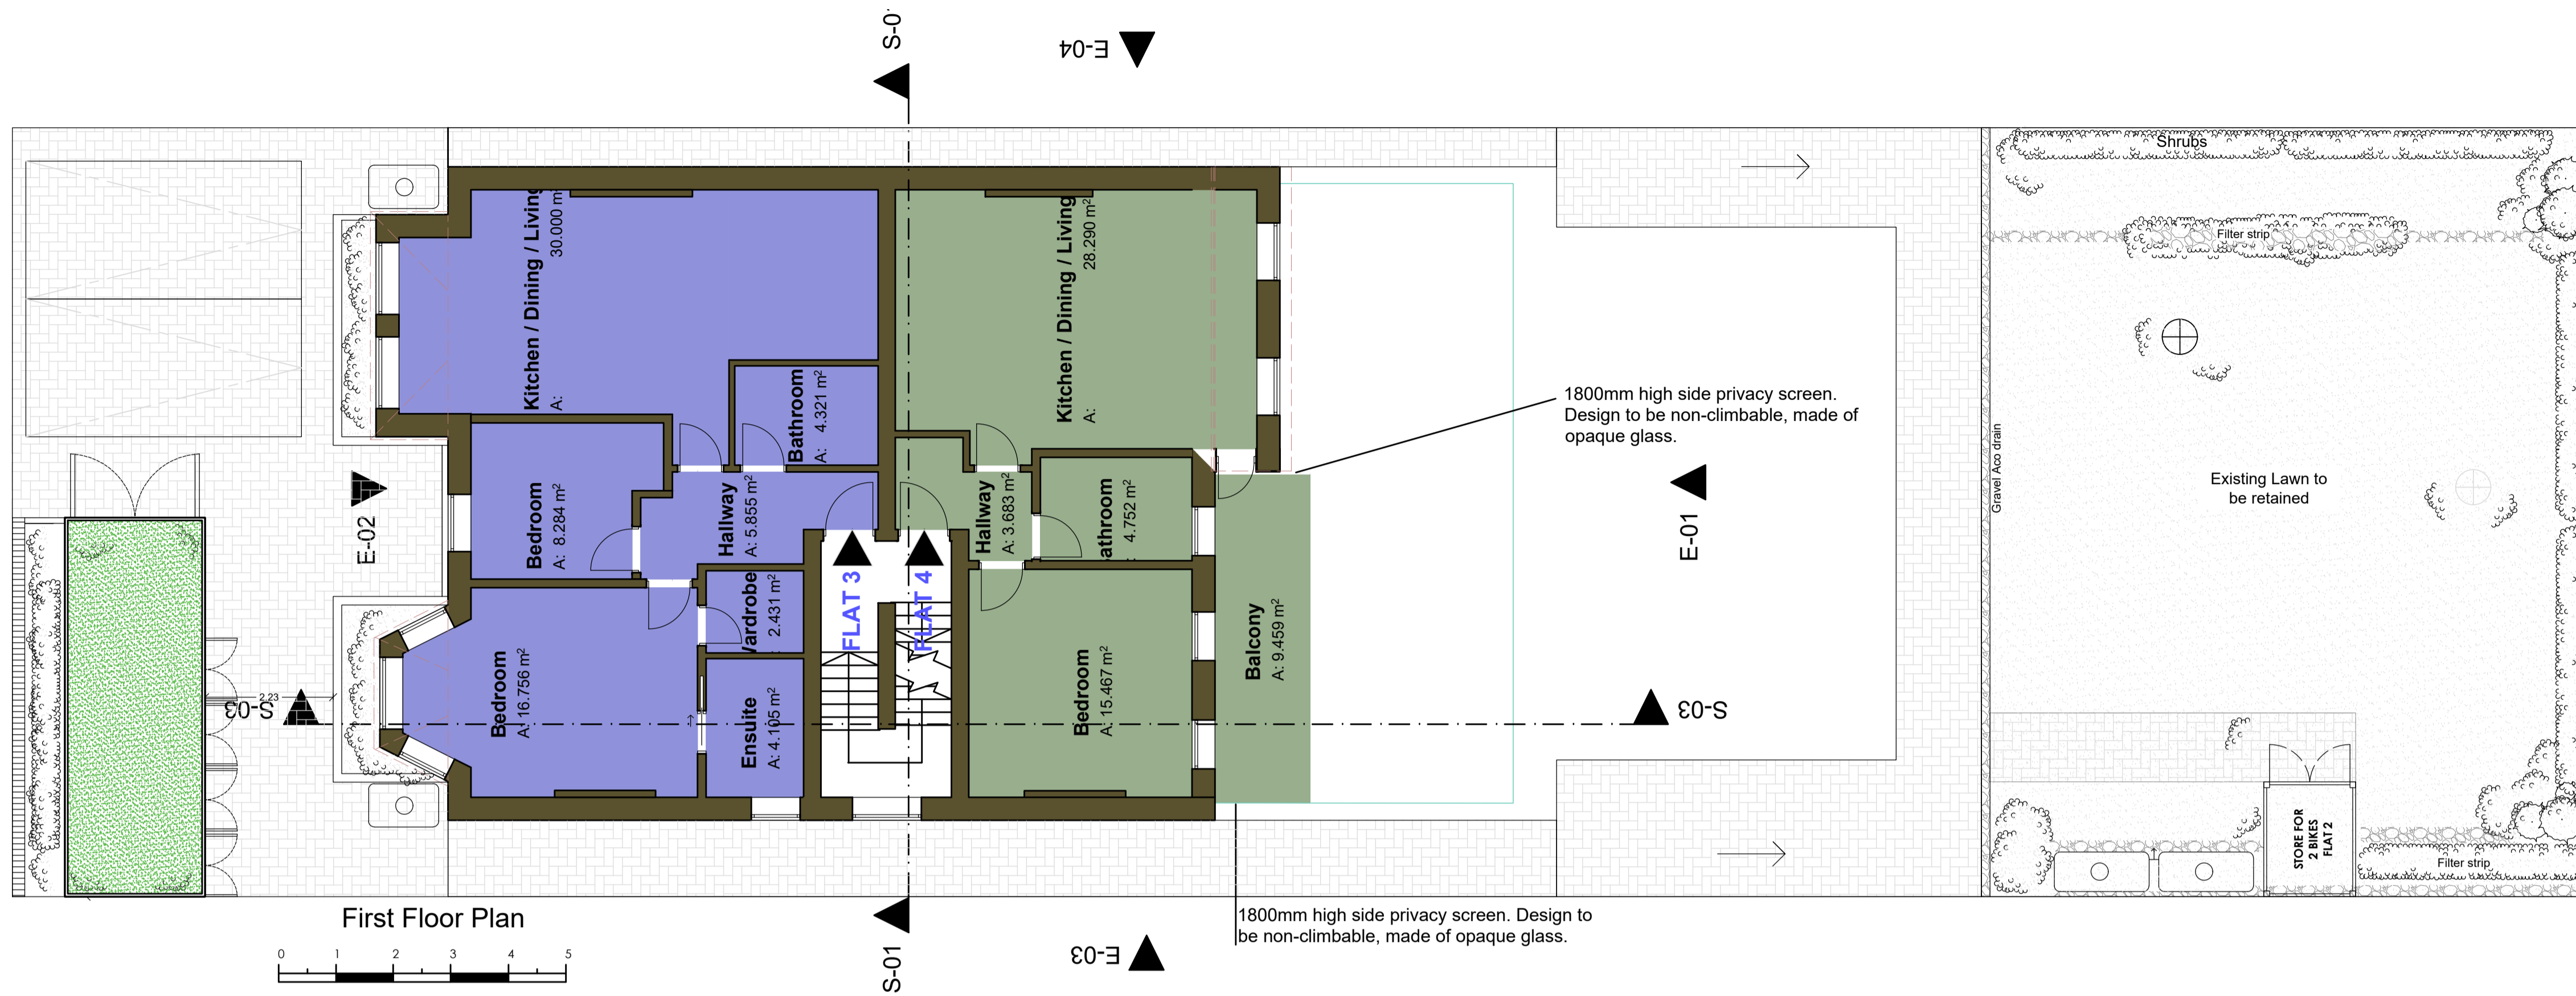 S-0
E-04
Shrubs
Filter strip
Kitchen / Dining / Living
A: 30.000 m²
Kitchen / Dining / Living
A: 28.290 m²
Bathroom
A: 4.321 m²
1800mm high side privacy screen.
Design to be non-climbable, made of
opaque glass.
Gravel Aco drain
Existing Lawn to
be retained
E-02
Bedroom
A: 8.284 m²
Hallway
A: 5.855 m²
Hallway
A: 3.683 m²
athroom
4.752 m²
E-01
FLAT 3
FLAT 4
Wardrobe
2.431 m²
Balcony
A: 9.459 m²
2.23
S-03
Bedroom
A: 16.756 m²
Ensuite
A: 4.105 m²
Bedroom
A: 15.467 m²
S-03
STORE FOR
2 BIKES
FLAT 2
Filter strip
First Floor Plan
0 1 2 3 4 5
S-01
E-03
1800mm high side privacy screen. Design to
be non-climbable, made of opaque glass.